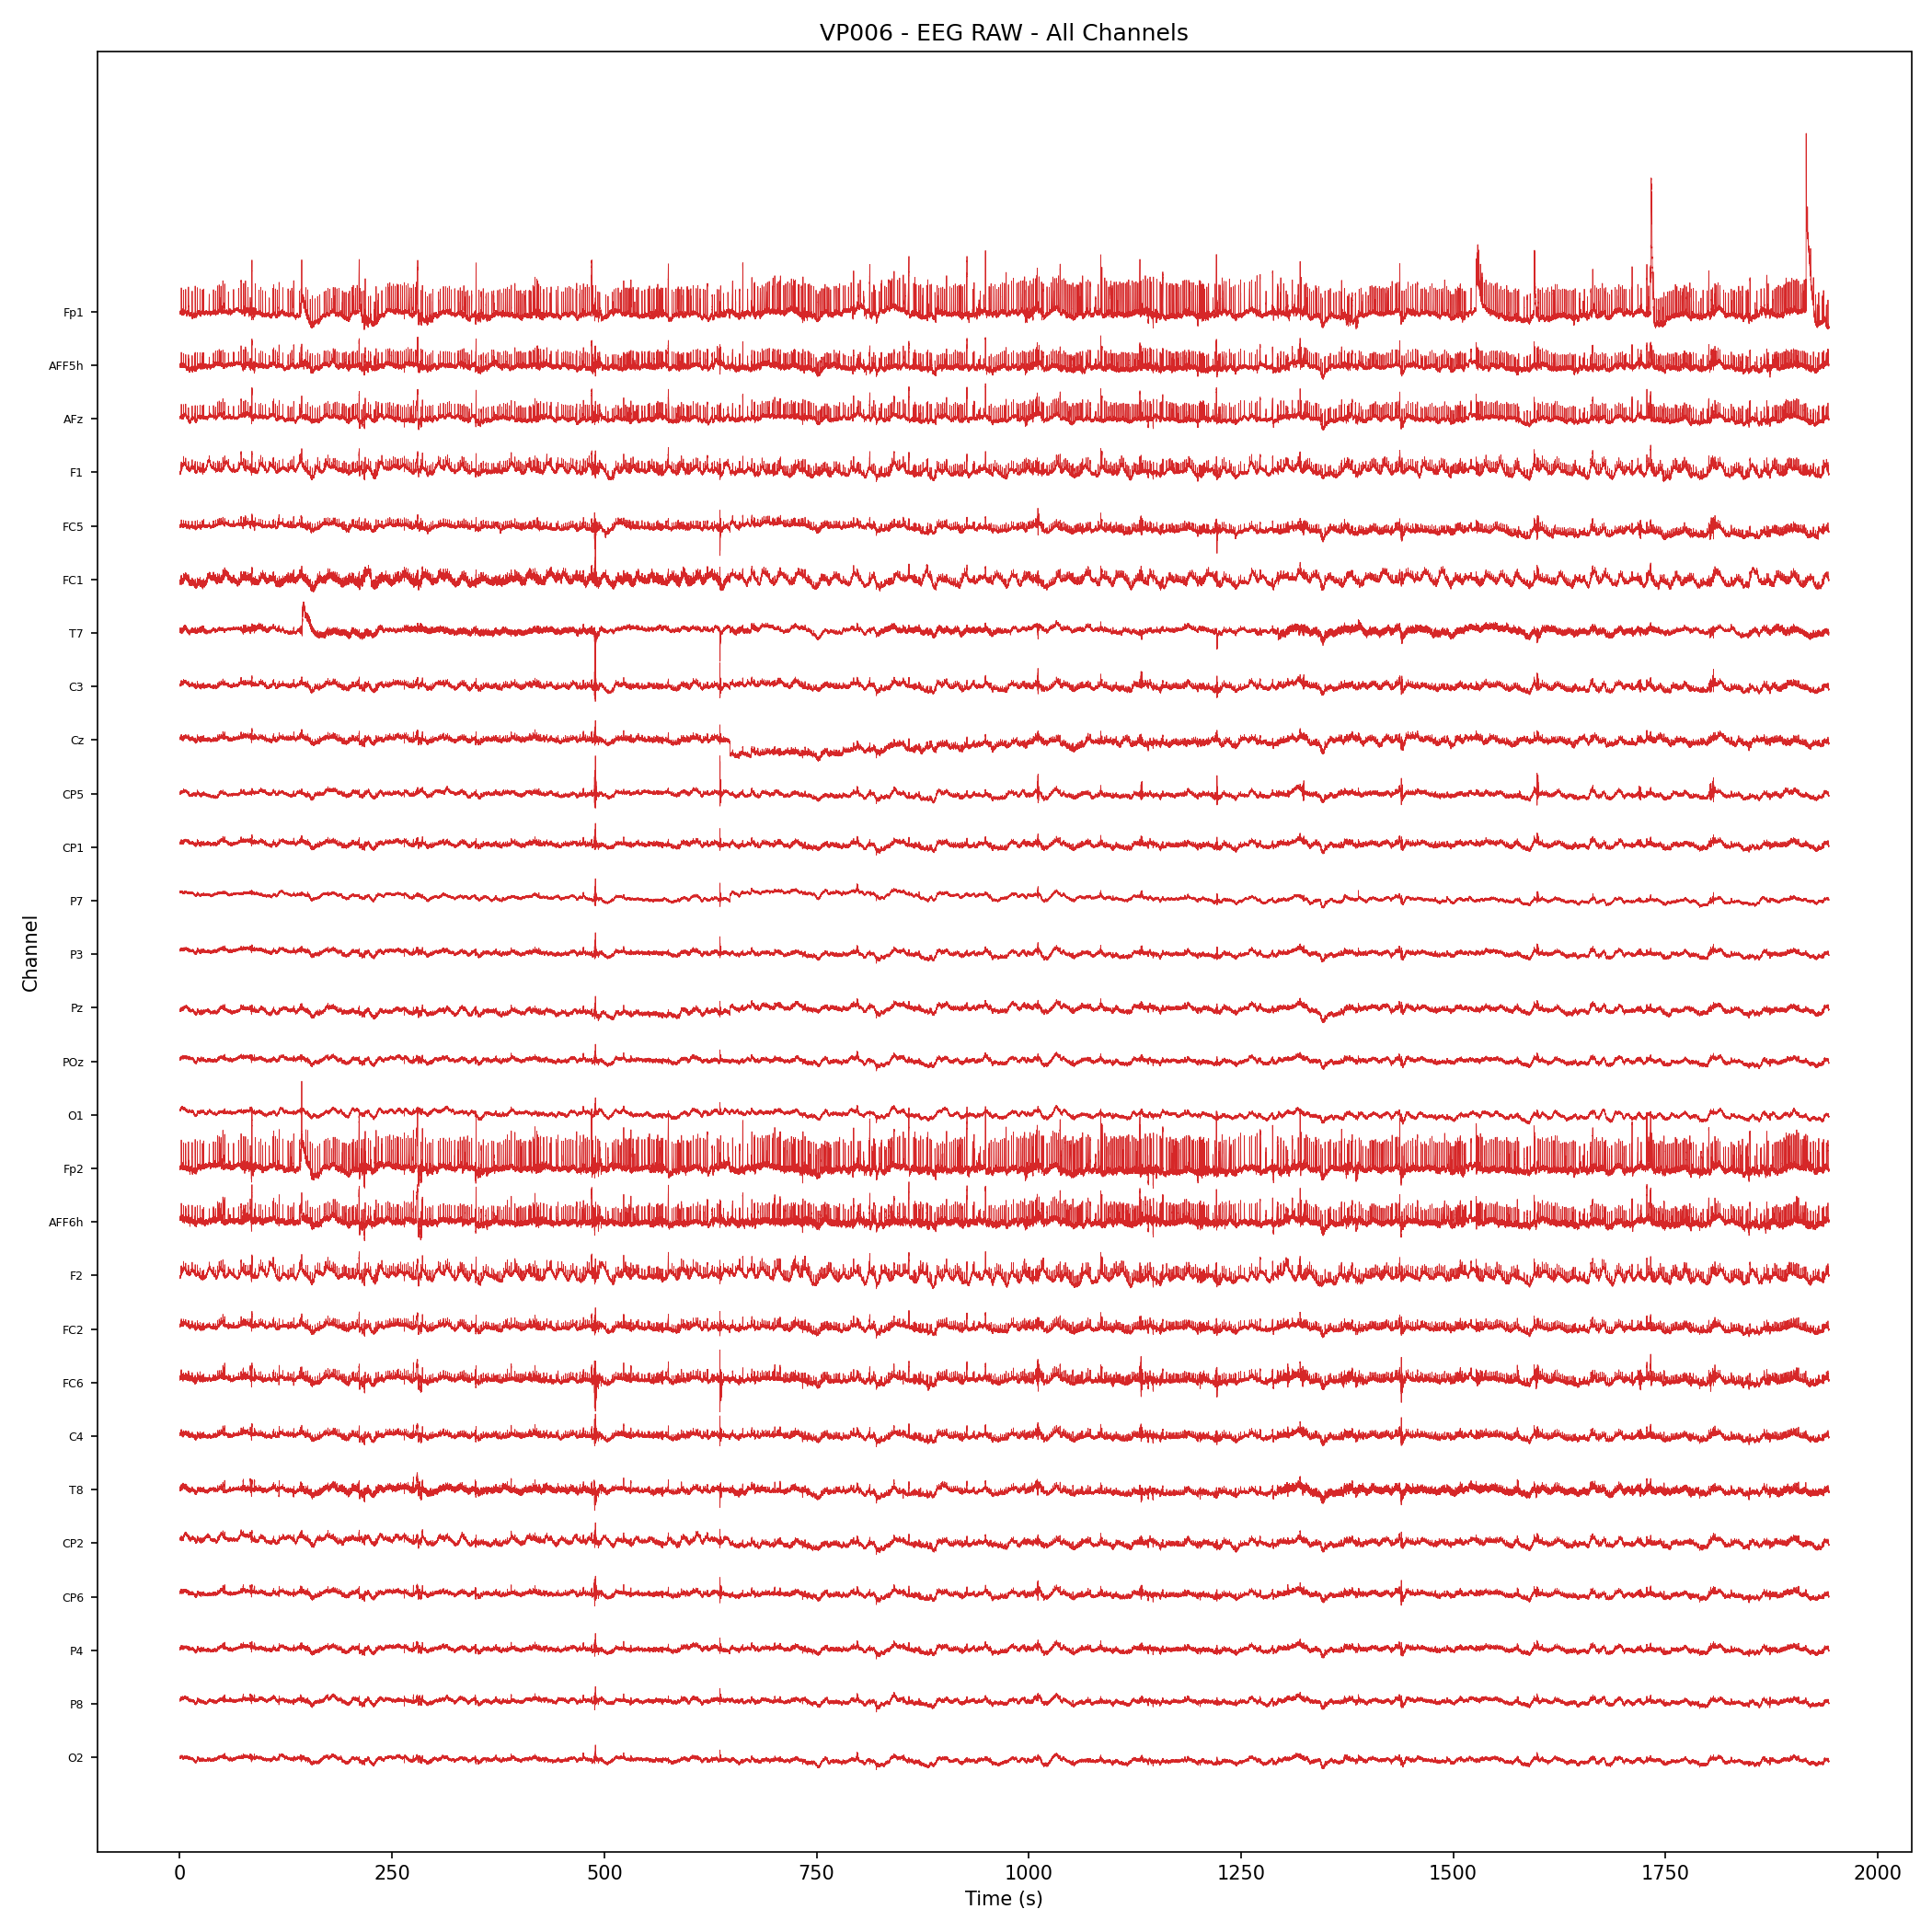 VP006 - EEG RAW - All Channels
Channel
Fp1
AFF5h
AFz
F1
FC5
FC1
T7
C3
Cz
CP5
CP1
P7
P3
Pz
POz
O1
Fp2
AFF6h
F2
FC2
FC6
C4
T8
CP2
CP6
P4
P8
O2
0 250 500 750 1000 1250 1500 1750 2000
Time (s)